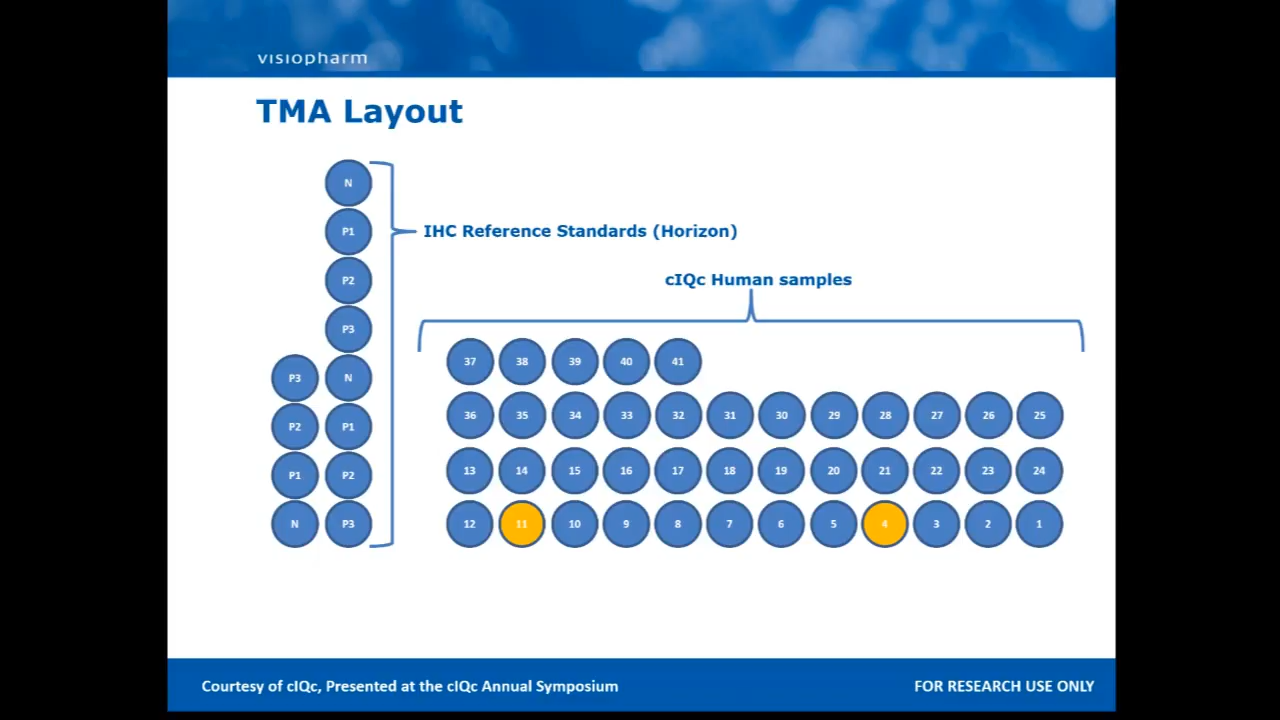 visiopharm
TMA Layout
N
P1
IHC Reference Standards (Horizon)
P2
cIQc Human samples
P3
37 38 39 40 41
P3 N
36 35 34 33 32 31 30 29 28 27 26 25
P2 P1
13 14 15 16 17 18 19 20 21 22 23 24
P1 P2
N P3
12 11 10 9 8 7 6 5 4 3 2 1
Courtesy of cIQc, Presented at the cIQc Annual Symposium
FOR RESEARCH USE ONLY